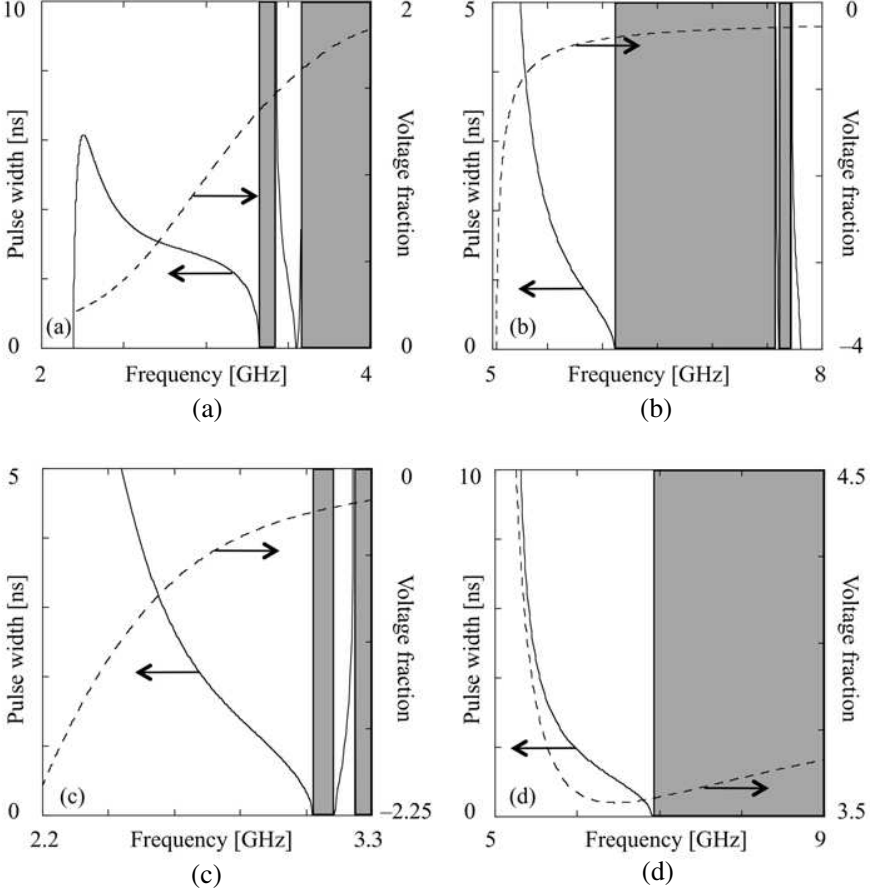 10
2
Pulse width [ns]
Voltage fraction
(a)
0
0
2
Frequency [GHz]
4
(a)
5
0
Pulse width [ns]
Voltage fraction
(b)
0
−4
5
Frequency [GHz]
8
(b)
5
0
Pulse width [ns]
Voltage fraction
(c)
0
−2.25
2.2
Frequency [GHz]
3.3
(c)
10
4.5
Pulse width [ns]
Voltage fraction
(d)
0
3.5
5
Frequency [GHz]
9
(d)